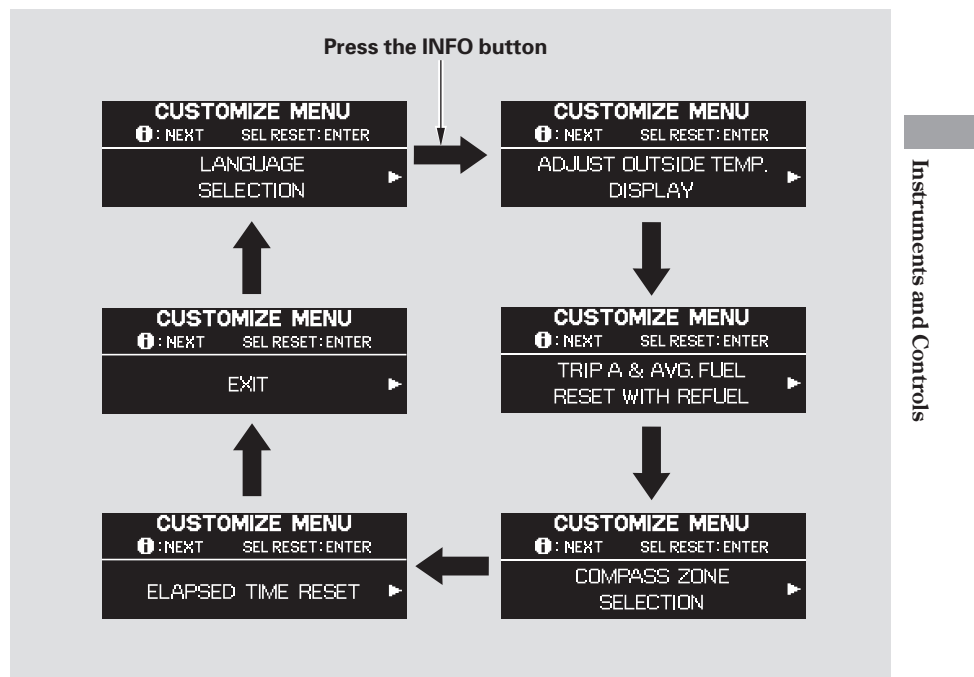 Press the INFO button
CUSTOMIZE MENU
i : NEXT SEL RESET : ENTER
LANGUAGE
SELECTION
CUSTOMIZE MENU
i : NEXT SEL RESET : ENTER
ADJUST OUTSIDE TEMP.
DISPLAY
CUSTOMIZE MENU
i : NEXT SEL RESET : ENTER
TRIP A & AVG. FUEL
RESET WITH REFUEL
CUSTOMIZE MENU
i : NEXT SEL RESET : ENTER
COMPASS ZONE
SELECTION
CUSTOMIZE MENU
i : NEXT SEL RESET : ENTER
ELAPSED TIME RESET
CUSTOMIZE MENU
i : NEXT SEL RESET : ENTER
EXIT
Instruments and Controls